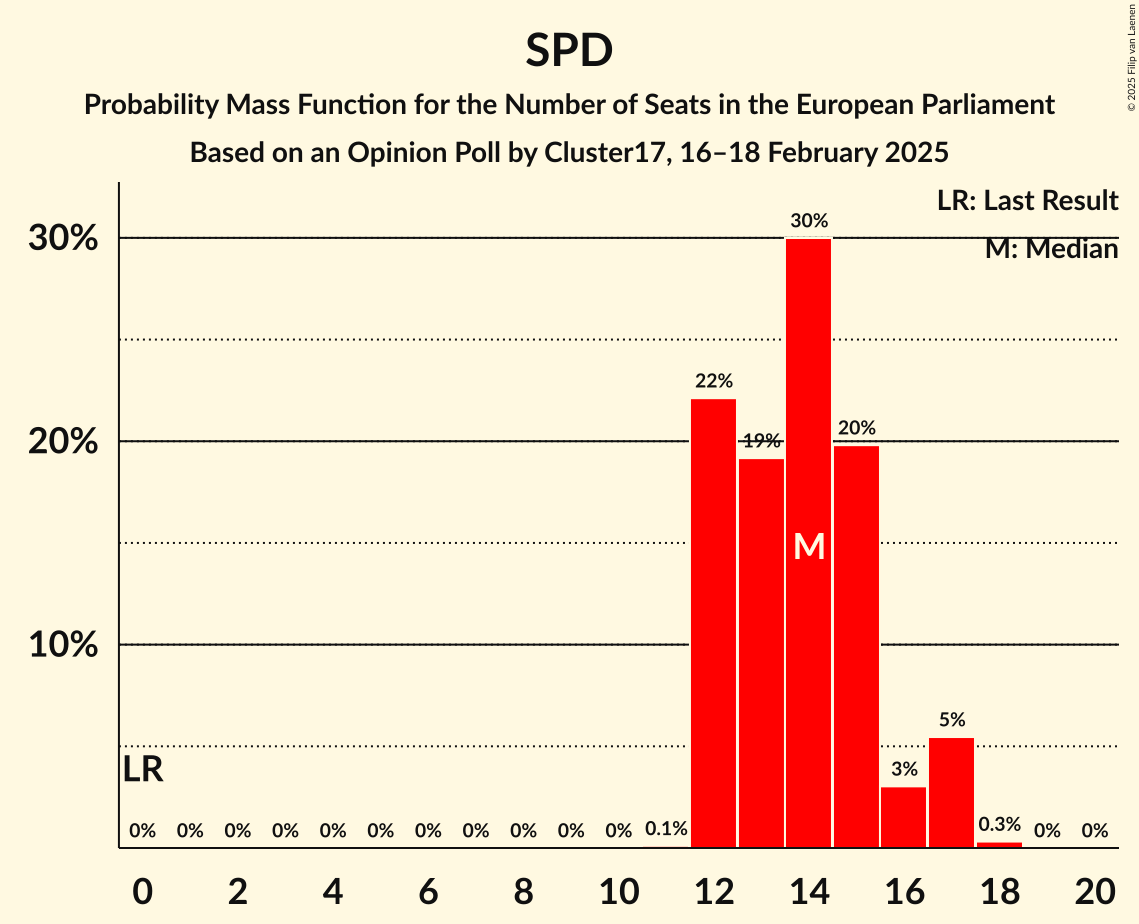 © 2025 Filip van Laenen
SPD
Probability Mass Function for the Number of Seats in the European Parliament
Based on an Opinion Poll by Cluster17, 16–18 February 2025
LR: Last Result
M: Median
30%
20%
10%
30%
22%
19%
20%
M
5%
3%
LR
0% 0% 0% 0% 0% 0% 0% 0% 0% 0% 0% 0.1% 0.3% 0% 0%
0 2 4 6 8 10 12 14 16 18 20